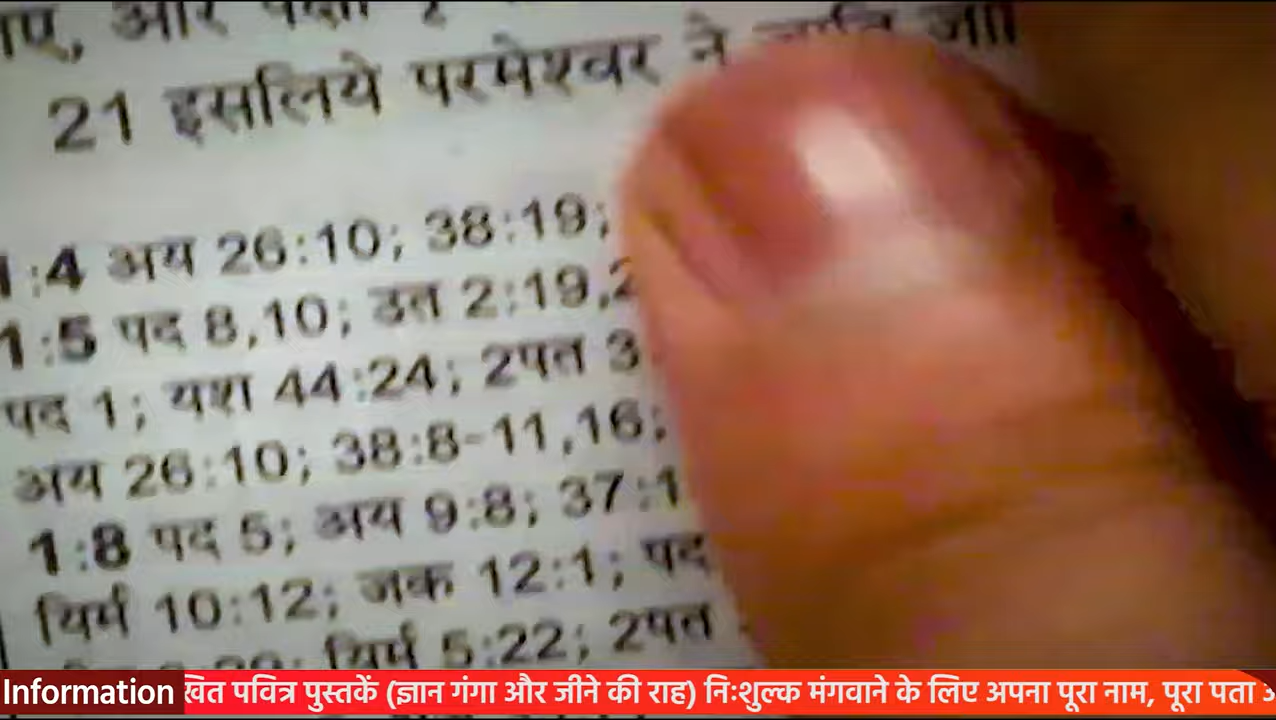 और
21 इसलिये परमेश्वर ने जाति
1:4 अय 26:10; 38:19;
1:5 पद 8,10; उत 2:19,2
पद 1; यश 44:24; 2पत 3
अय 26:10; 38:8-11,16;
1:8 पद 5; अय 9:8; 37:1
यिर्म 10:12; जक 12:1; पद
यिर्म 5:22; 2पत
Information खित पवित्र पुस्तकें (ज्ञान गंगा और जीने की राह) निःशुल्क मंगवाने के लिए अपना पूरा नाम, पूरा पता